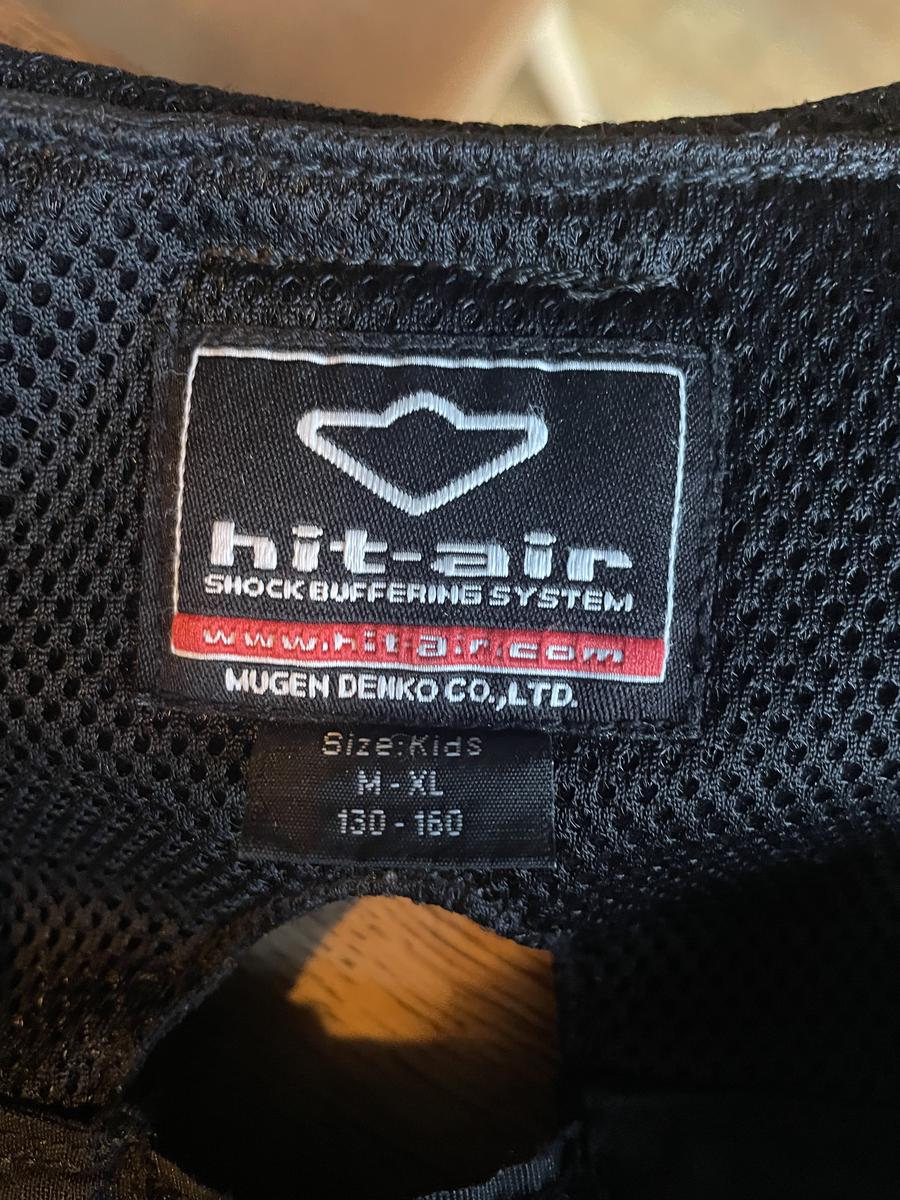 hit-air
SHOCK BUFFERING SYSTEM
www.hit-air.com
MUGEN DENKO CO.,LTD.
Size:Kids
M - XL
130 - 160